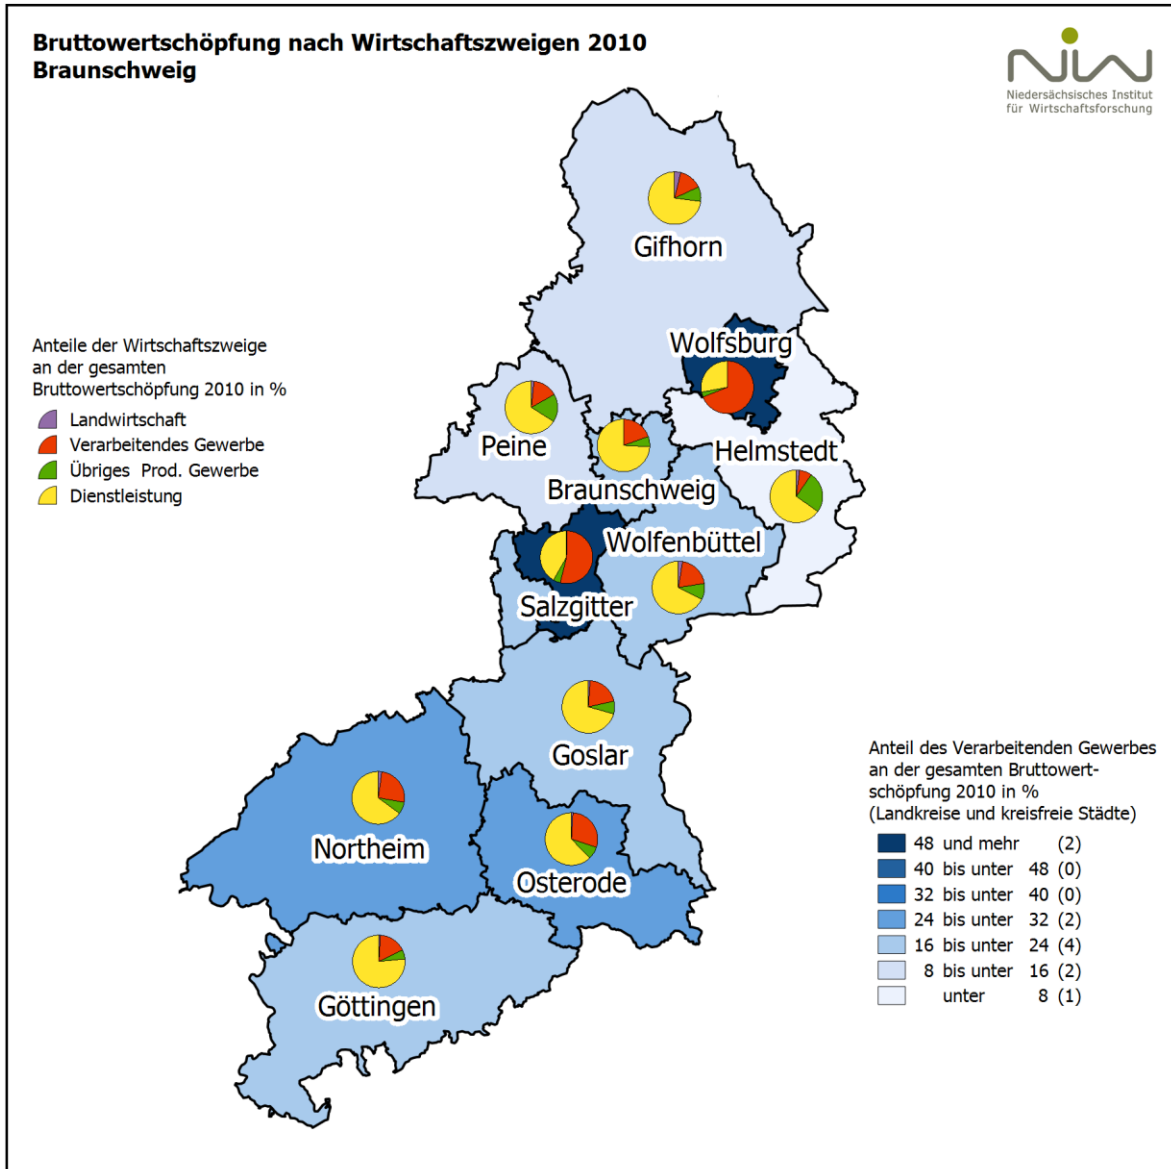 Bruttowertschöpfung nach Wirtschaftszweigen 2010
Braunschweig
NIW
Niedersächsisches Institut
für Wirtschaftsforschung
Gifhorn
Wolfsburg
Peine
Helmstedt
Braunschweig
Wolfenbüttel
Salzgitter
Goslar
Northeim
Osterode
Göttingen
Anteile der Wirtschaftszweige
an der gesamten
Bruttowertschöpfung 2010 in %
Landwirtschaft
Verarbeitendes Gewerbe
Übriges Prod. Gewerbe
Dienstleistung
Anteil des Verarbeitenden Gewerbes
an der gesamten Bruttowert-
schöpfung 2010 in %
(Landkreise und kreisfreie Städte)
48 und mehr (2)
40 bis unter 48 (0)
32 bis unter 40 (0)
24 bis unter 32 (2)
16 bis unter 24 (4)
8 bis unter 16 (2)
unter 8 (1)